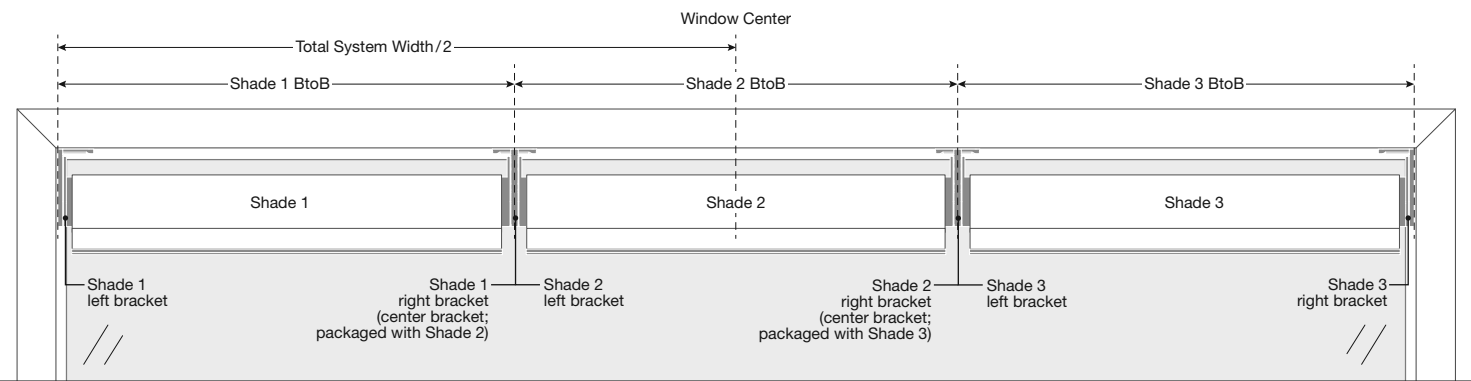 Window Center
Total System Width/2
Shade 1 BtoB
Shade 2 BtoB
Shade 3 BtoB
Shade 1
Shade 2
Shade 3
Shade 1
left bracket
Shade 1
right bracket
(center bracket;
packaged with Shade 2)
Shade 2
left bracket
Shade 2
right bracket
(center bracket;
packaged with Shade 3)
Shade 3
left bracket
Shade 3
right bracket